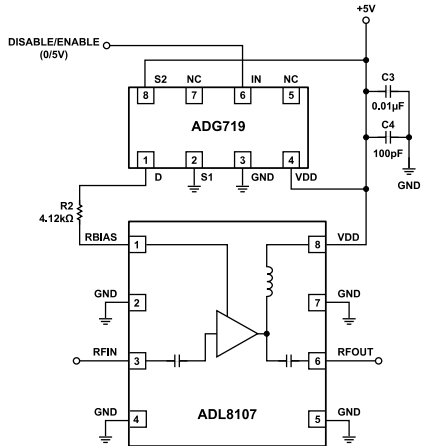 +5V
DISABLE/ENABLE
(0/5V)
S2 NC IN NC
8 7 6 5
C3
0.01µF
ADG719
C4
100pF
1 2 3 4
D S1 GND VDD
GND
R2
4.12kΩ
RBIAS 1 8 VDD
GND 2 7 GND
RFIN 3 6 RFOUT
GND 4 5 GND
ADL8107